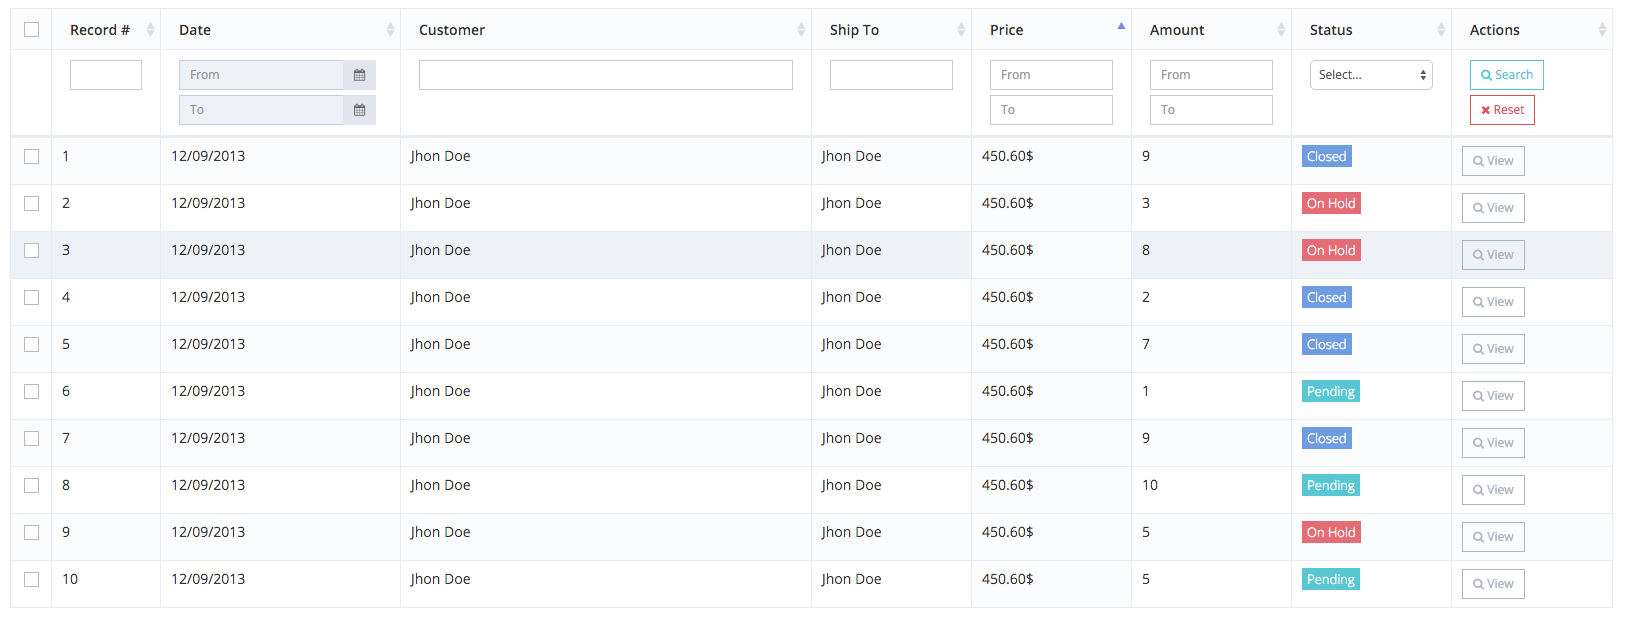 Record # Date Customer Ship To Price Amount Status Actions
From From From Select... Search
To To To Reset
1 12/09/2013 Jhon Doe Jhon Doe 450.60$ 9 Closed View
2 12/09/2013 Jhon Doe Jhon Doe 450.60$ 3 On Hold View
3 12/09/2013 Jhon Doe Jhon Doe 450.60$ 8 On Hold View
4 12/09/2013 Jhon Doe Jhon Doe 450.60$ 2 Closed View
5 12/09/2013 Jhon Doe Jhon Doe 450.60$ 7 Closed View
6 12/09/2013 Jhon Doe Jhon Doe 450.60$ 1 Pending View
7 12/09/2013 Jhon Doe Jhon Doe 450.60$ 9 Closed View
8 12/09/2013 Jhon Doe Jhon Doe 450.60$ 10 Pending View
9 12/09/2013 Jhon Doe Jhon Doe 450.60$ 5 On Hold View
10 12/09/2013 Jhon Doe Jhon Doe 450.60$ 5 Pending View